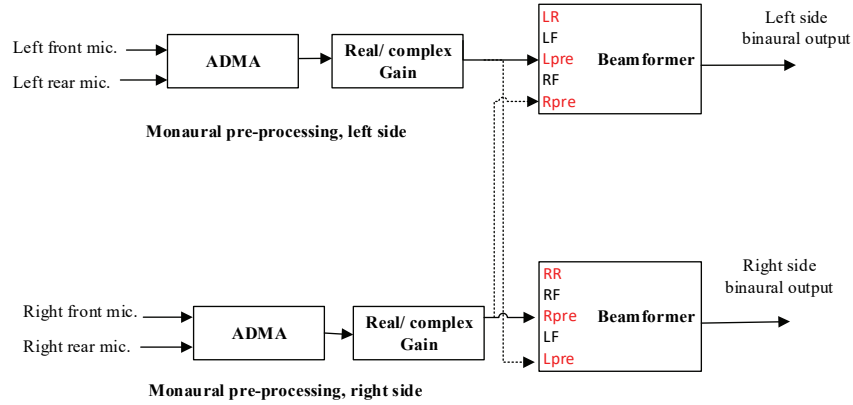 Left front mic.
Left rear mic.
ADMA
Real/ complex
Gain
LR
LF
Lpre
RF
Rpre
Beamformer
Left side
binaural output
Monaural pre-processing, left side
Right front mic.
Right rear mic.
ADMA
Real/ complex
Gain
RR
RF
Rpre
LF
Lpre
Beamformer
Right side
binaural output
Monaural pre-processing, right side